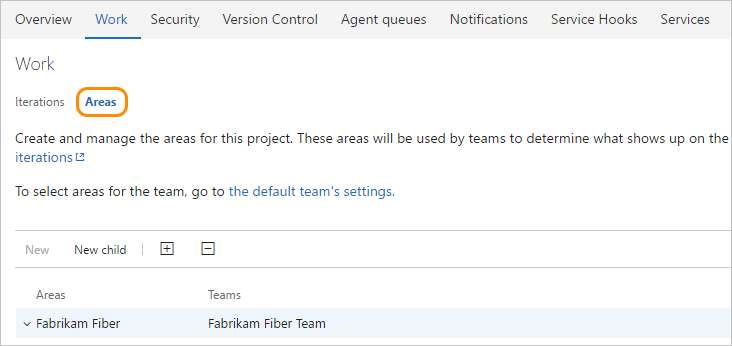 Overview Work Security Version Control Agent queues Notifications Service Hooks Services
Work
Iterations Areas
Create and manage the areas for this project. These areas will be used by teams to determine what shows up on the
iterations
To select areas for the team, go to the default team's settings.
New New child
Areas Teams
Fabrikam Fiber Fabrikam Fiber Team